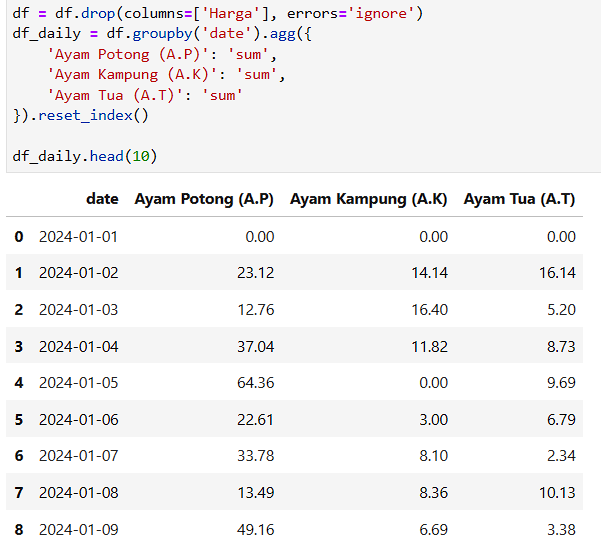 df = df.drop(columns=['Harga'], errors='ignore')
df_daily = df.groupby('date').agg({
    'Ayam Potong (A.P)': 'sum',
    'Ayam Kampung (A.K)': 'sum',
    'Ayam Tua (A.T)': 'sum'
}).reset_index()

df_daily.head(10)
date Ayam Potong (A.P) Ayam Kampung (A.K) Ayam Tua (A.T)
0 2024-01-01 0.00 0.00 0.00
1 2024-01-02 23.12 14.14 16.14
2 2024-01-03 12.76 16.40 5.20
3 2024-01-04 37.04 11.82 8.73
4 2024-01-05 64.36 0.00 9.69
5 2024-01-06 22.61 3.00 6.79
6 2024-01-07 33.78 8.10 2.34
7 2024-01-08 13.49 8.36 10.13
8 2024-01-09 49.16 6.69 3.38